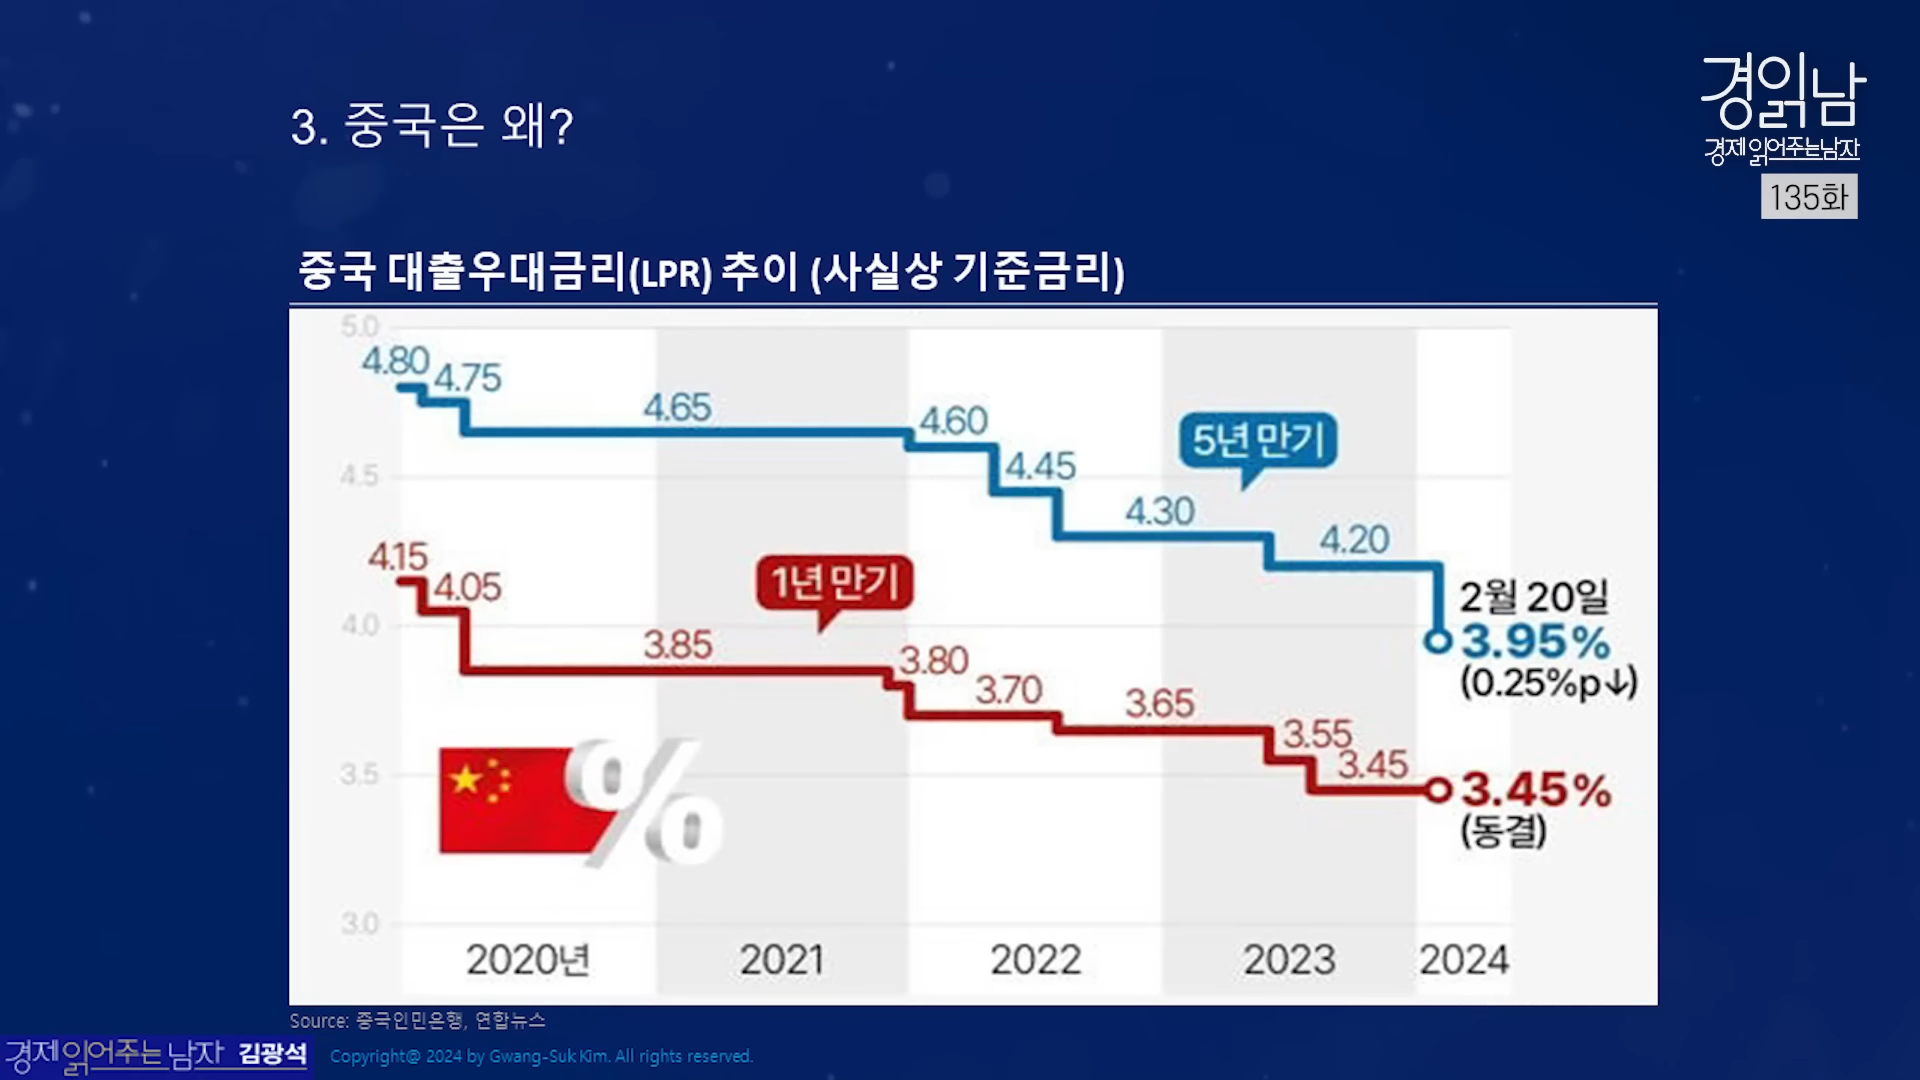 경읽남
경제 읽어주는남자
135화
3. 중국은 왜?
중국 대출우대금리(LPR) 추이 (사실상 기준금리)
5.0
4.80
4.75
4.65
4.60
4.5
4.45
5년 만기
4.30
4.20
4.15
4.05
1년 만기
4.0
3.85
3.80
3.70
3.65
3.55
3.45
2월 20일
3.95%
(0.25%p↓)
3.5
3.45%
(동결)
%
3.0
2020년 2021 2022 2023 2024
Source: 중국인민은행, 연합뉴스
경제 읽어주는 남자 김광석
Copyright@ 2024 by Gwang-Suk Kim. All rights reserved.